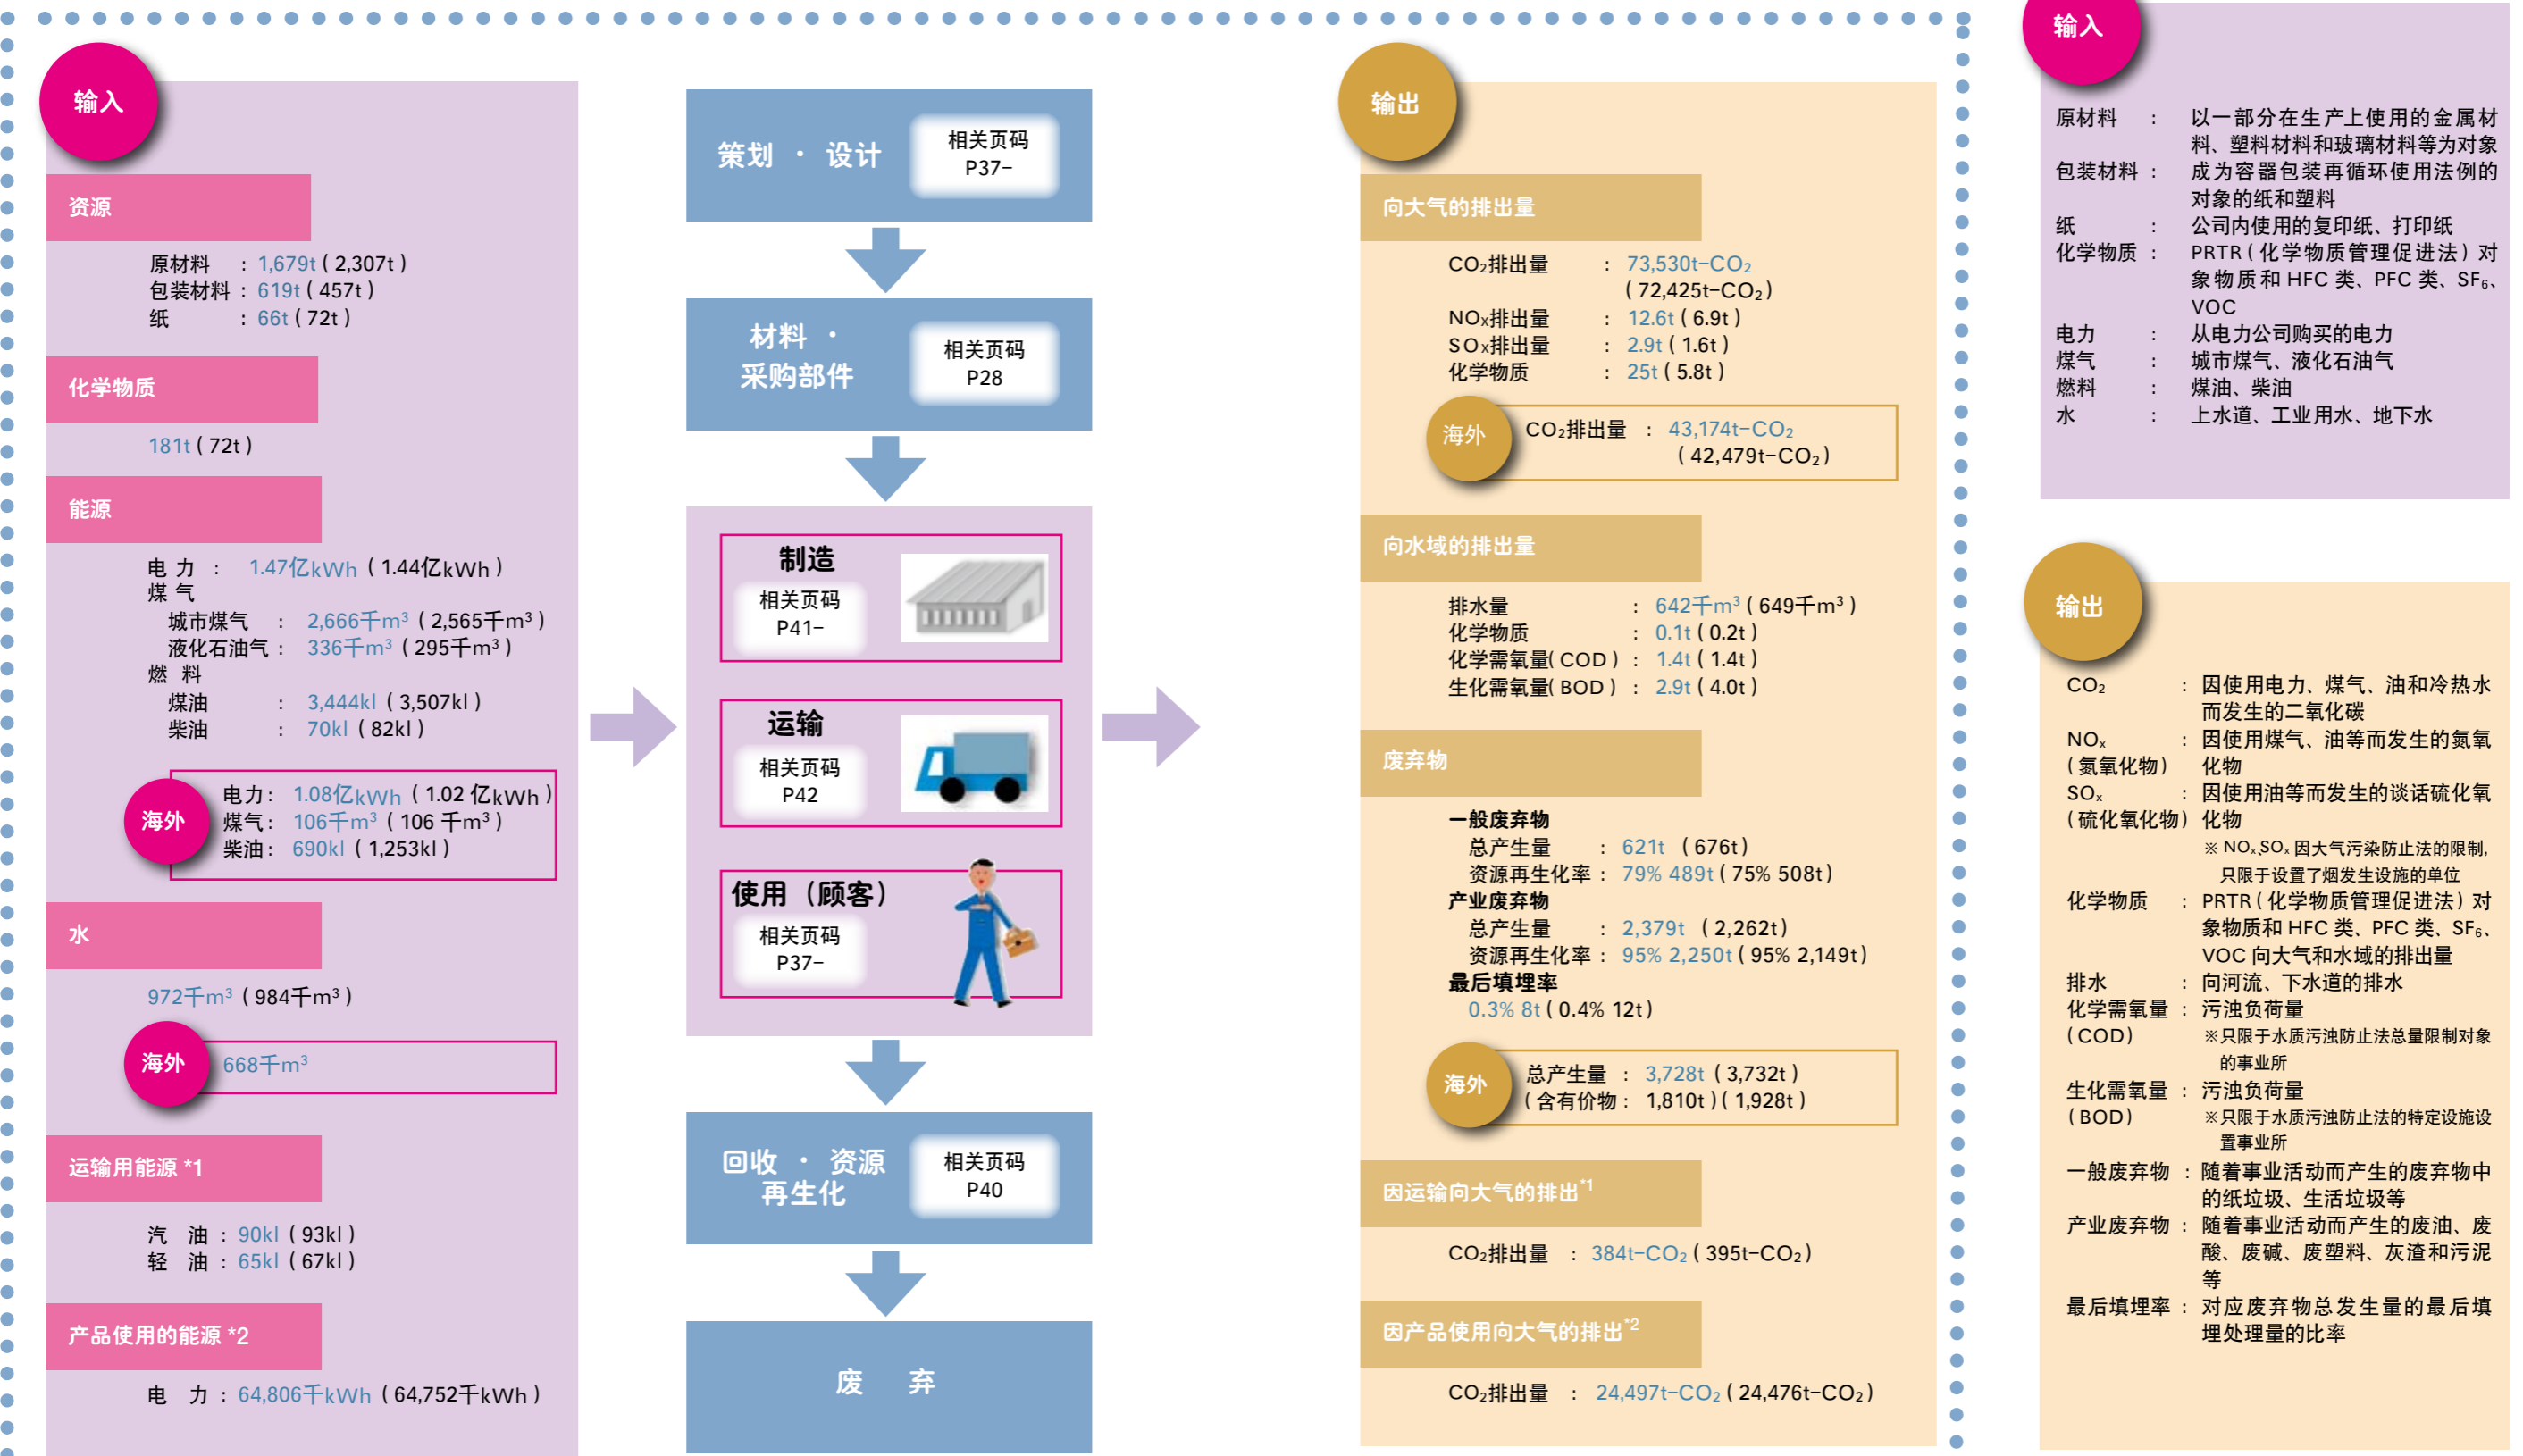 输入
资源
原材料 : 1,679t ( 2,307t )
包装材料 : 619t ( 457t )
纸 : 66t ( 72t )
化学物质
181t ( 72t )
能源
电 力 : 1.47亿kWh ( 1.44亿kWh )
煤 气
城市煤气 : 2,666千m³ ( 2,565千m³ )
液化石油气 : 336千m³ ( 295千m³ )
燃 料
煤油 : 3,444kl ( 3,507kl )
柴油 : 70kl ( 82kl )
海外
电力: 1.08亿kWh ( 1.02 亿kWh )
煤气: 106千m³ ( 106 千m³ )
柴油: 690kl ( 1,253kl )
水
972千m³ ( 984千m³ )
海外
668千m³
运输用能源 *1
汽 油 : 90kl ( 93kl )
轻 油 : 65kl ( 67kl )
产品使用的能源 *2
电 力 : 64,806千kWh ( 64,752千kWh )
策划 · 设计
相关页码
P37–
材料 ·
采购部件
相关页码
P28
制造
相关页码
P41–
运输
相关页码
P42
使用（顾客）
相关页码
P37–
回收 · 资源
再生化
相关页码
P40
废 弃
输出
向大气的排出量
CO₂排出量 : 73,530t–CO₂
( 72,425t–CO₂ )
NOx排出量 : 12.6t ( 6.9t )
SOx排出量 : 2.9t ( 1.6t )
化学物质 : 25t ( 5.8t )
海外
CO₂排出量 : 43,174t–CO₂
( 42,479t–CO₂ )
向水域的排出量
排水量 : 642千m³ ( 649千m³ )
化学物质 : 0.1t ( 0.2t )
化学需氧量( COD ) : 1.4t ( 1.4t )
生化需氧量( BOD ) : 2.9t ( 4.0t )
废弃物
一般废弃物
总产生量 : 621t ( 676t )
资源再生化率 : 79% 489t ( 75% 508t )
产业废弃物
总产生量 : 2,379t ( 2,262t )
资源再生化率 : 95% 2,250t ( 95% 2,149t )
最后填埋率
0.3% 8t ( 0.4% 12t )
海外
总产生量 : 3,728t ( 3,732t )
( 含有价物 : 1,810t ) ( 1,928t )
因运输向大气的排出*1
CO₂排出量 : 384t–CO₂ ( 395t–CO₂ )
因产品使用向大气的排出*2
CO₂排出量 : 24,497t–CO₂ ( 24,476t–CO₂ )
输入
原材料 : 以一部分在生产上使用的金属材
料、塑料材料和玻璃材料等为对象
包装材料 : 成为容器包装再循环使用法例的
对象的纸和塑料
纸 : 公司内使用的复印纸、打印纸
化学物质 : PRTR ( 化学物质管理促进法 ) 对
象物质和 HFC 类、PFC 类、SF₆、
VOC
电力 : 从电力公司购买的电力
煤气 : 城市煤气、液化石油气
燃料 : 煤油、柴油
水 : 上水道、工业用水、地下水
输出
CO₂ : 因使用电力、煤气、油和冷热水
而发生的二氧化碳
NOx : 因使用煤气、油等而发生的氮氧
( 氮氧化物 ) 化物
SOx : 因使用油等而发生的谈话硫化氧
( 硫化氧化物 ) 化物
※ NOx、SOx 因大气污染防止法的限制,
只限于设置了烟发生设施的单位
化学物质 : PRTR ( 化学物质管理促进法 ) 对
象物质和 HFC 类、PFC 类、SF₆、
VOC 向大气和水域的排出量
排水 : 向河流、下水道的排水
化学需氧量 : 污浊负荷量
( COD ) ※只限于水质污浊防止法总量限制对象
的事业所
生化需氧量 : 污浊负荷量
( BOD ) ※只限于水质污浊防止法的特定设施设
置事业所
一般废弃物 : 随着事业活动而产生的废弃物中
的纸垃圾、生活垃圾等
产业废弃物 : 随着事业活动而产生的废油、废
酸、废碱、废塑料、灰渣和污泥
等
最后填埋率 : 对应废弃物总发生量的最后填
埋处理量的比率